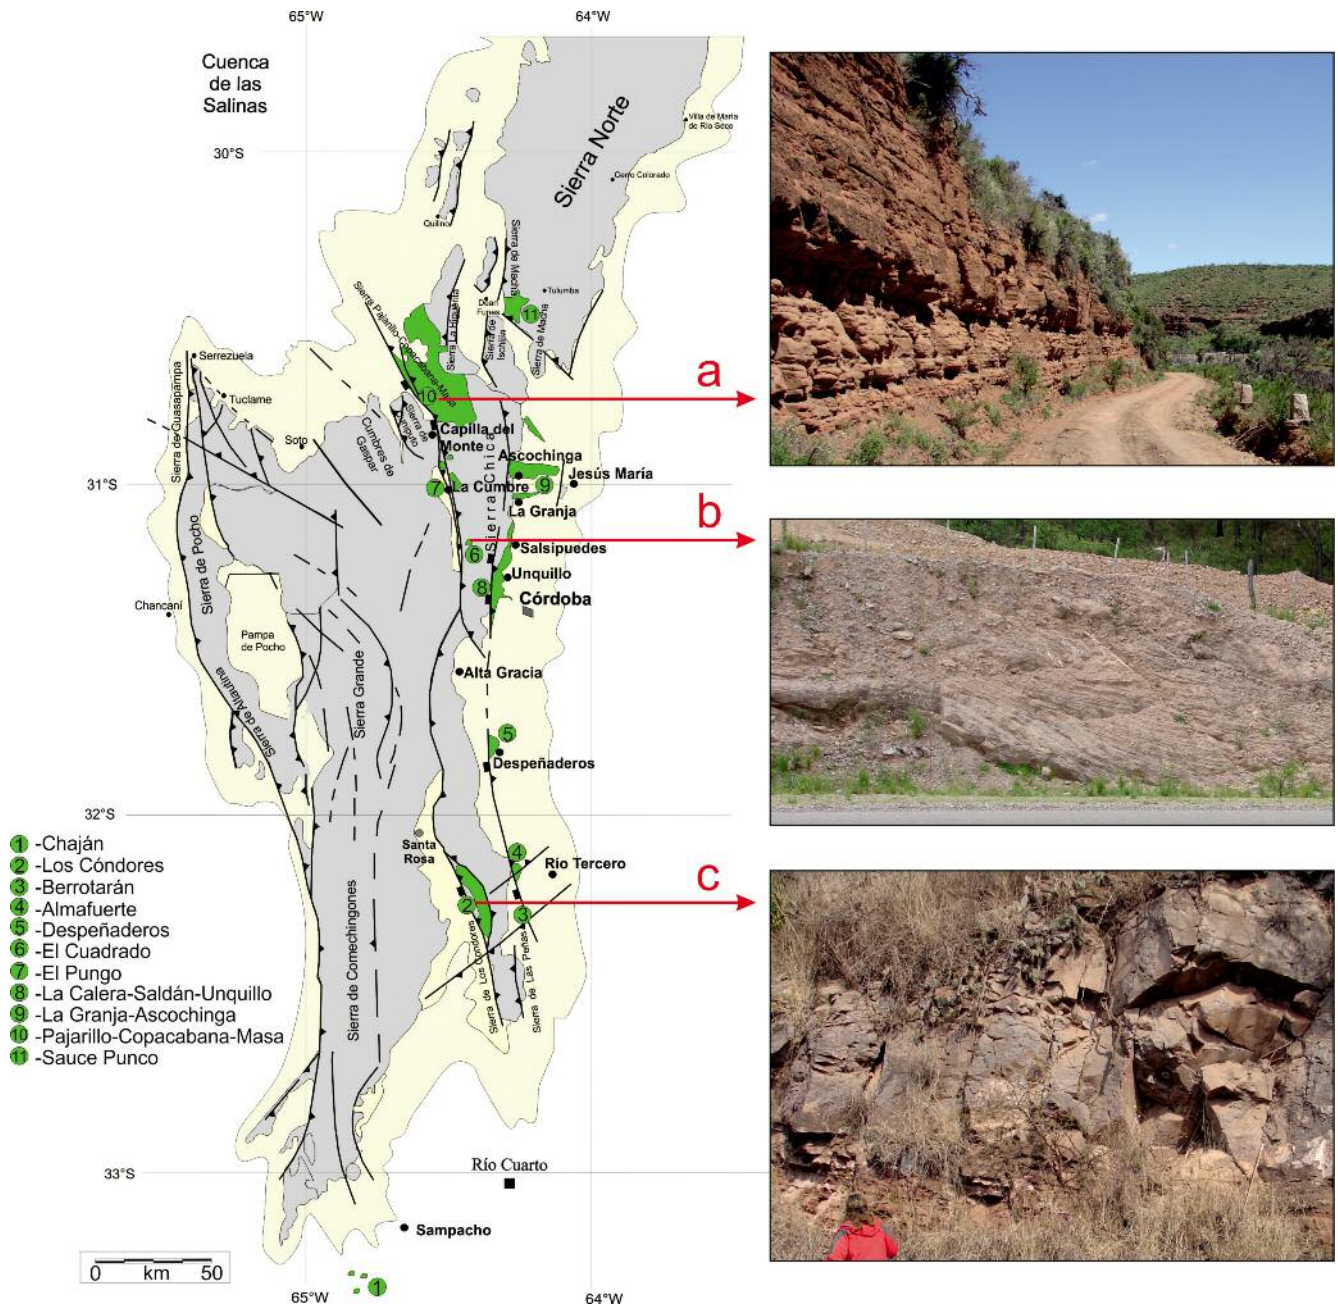 65°W
64°W
Cuenca
de las
Salinas
Sierra Norte
Villa de María
de Río Seco
30°S
Cerro Colorado
Quilino
Sierra de Macha
Tulumba
Deán
Funes
11
Sierra Pajarillo-Copacabana-Masa
Sierra La Higuerita
Sierra de
Ischilín
Sierra de Macha
a
Serrezuela
Tuclame
Sierra de Guasapampa
10
Soto
Cumbres de
Gaspar
Sierra de
Capilla del
Monte
Sierra Chica
Ascochinga
Jesús María
9
31°S
7
La Cumbre
La Granja
b
6
Salsipuedes
Unquillo
8
Córdoba
Sierra de Pocho
Chancaní
Pampa
de Pocho
Sierra Grande
Alta Gracia
Sierra de Altautina
5
Despeñaderos
32°S
Santa
Rosa
4
Río Tercero
c
2
3
1 -Chaján
2 -Los Cóndores
3 -Berrotarán
4 -Almafuerte
5 -Despeñaderos
6 -El Cuadrado
7 -El Pungo
8 -La Calera-Saldán-Unquillo
9 -La Granja-Ascochinga
10 -Pajarillo-Copacabana-Masa
11 -Sauce Punco
Sierra de Comechingones
Sierra de Los Condores
Sierra de Las Peñas
33°S
Río Cuarto
Sampacho
0 km 50
1
65°W
64°W